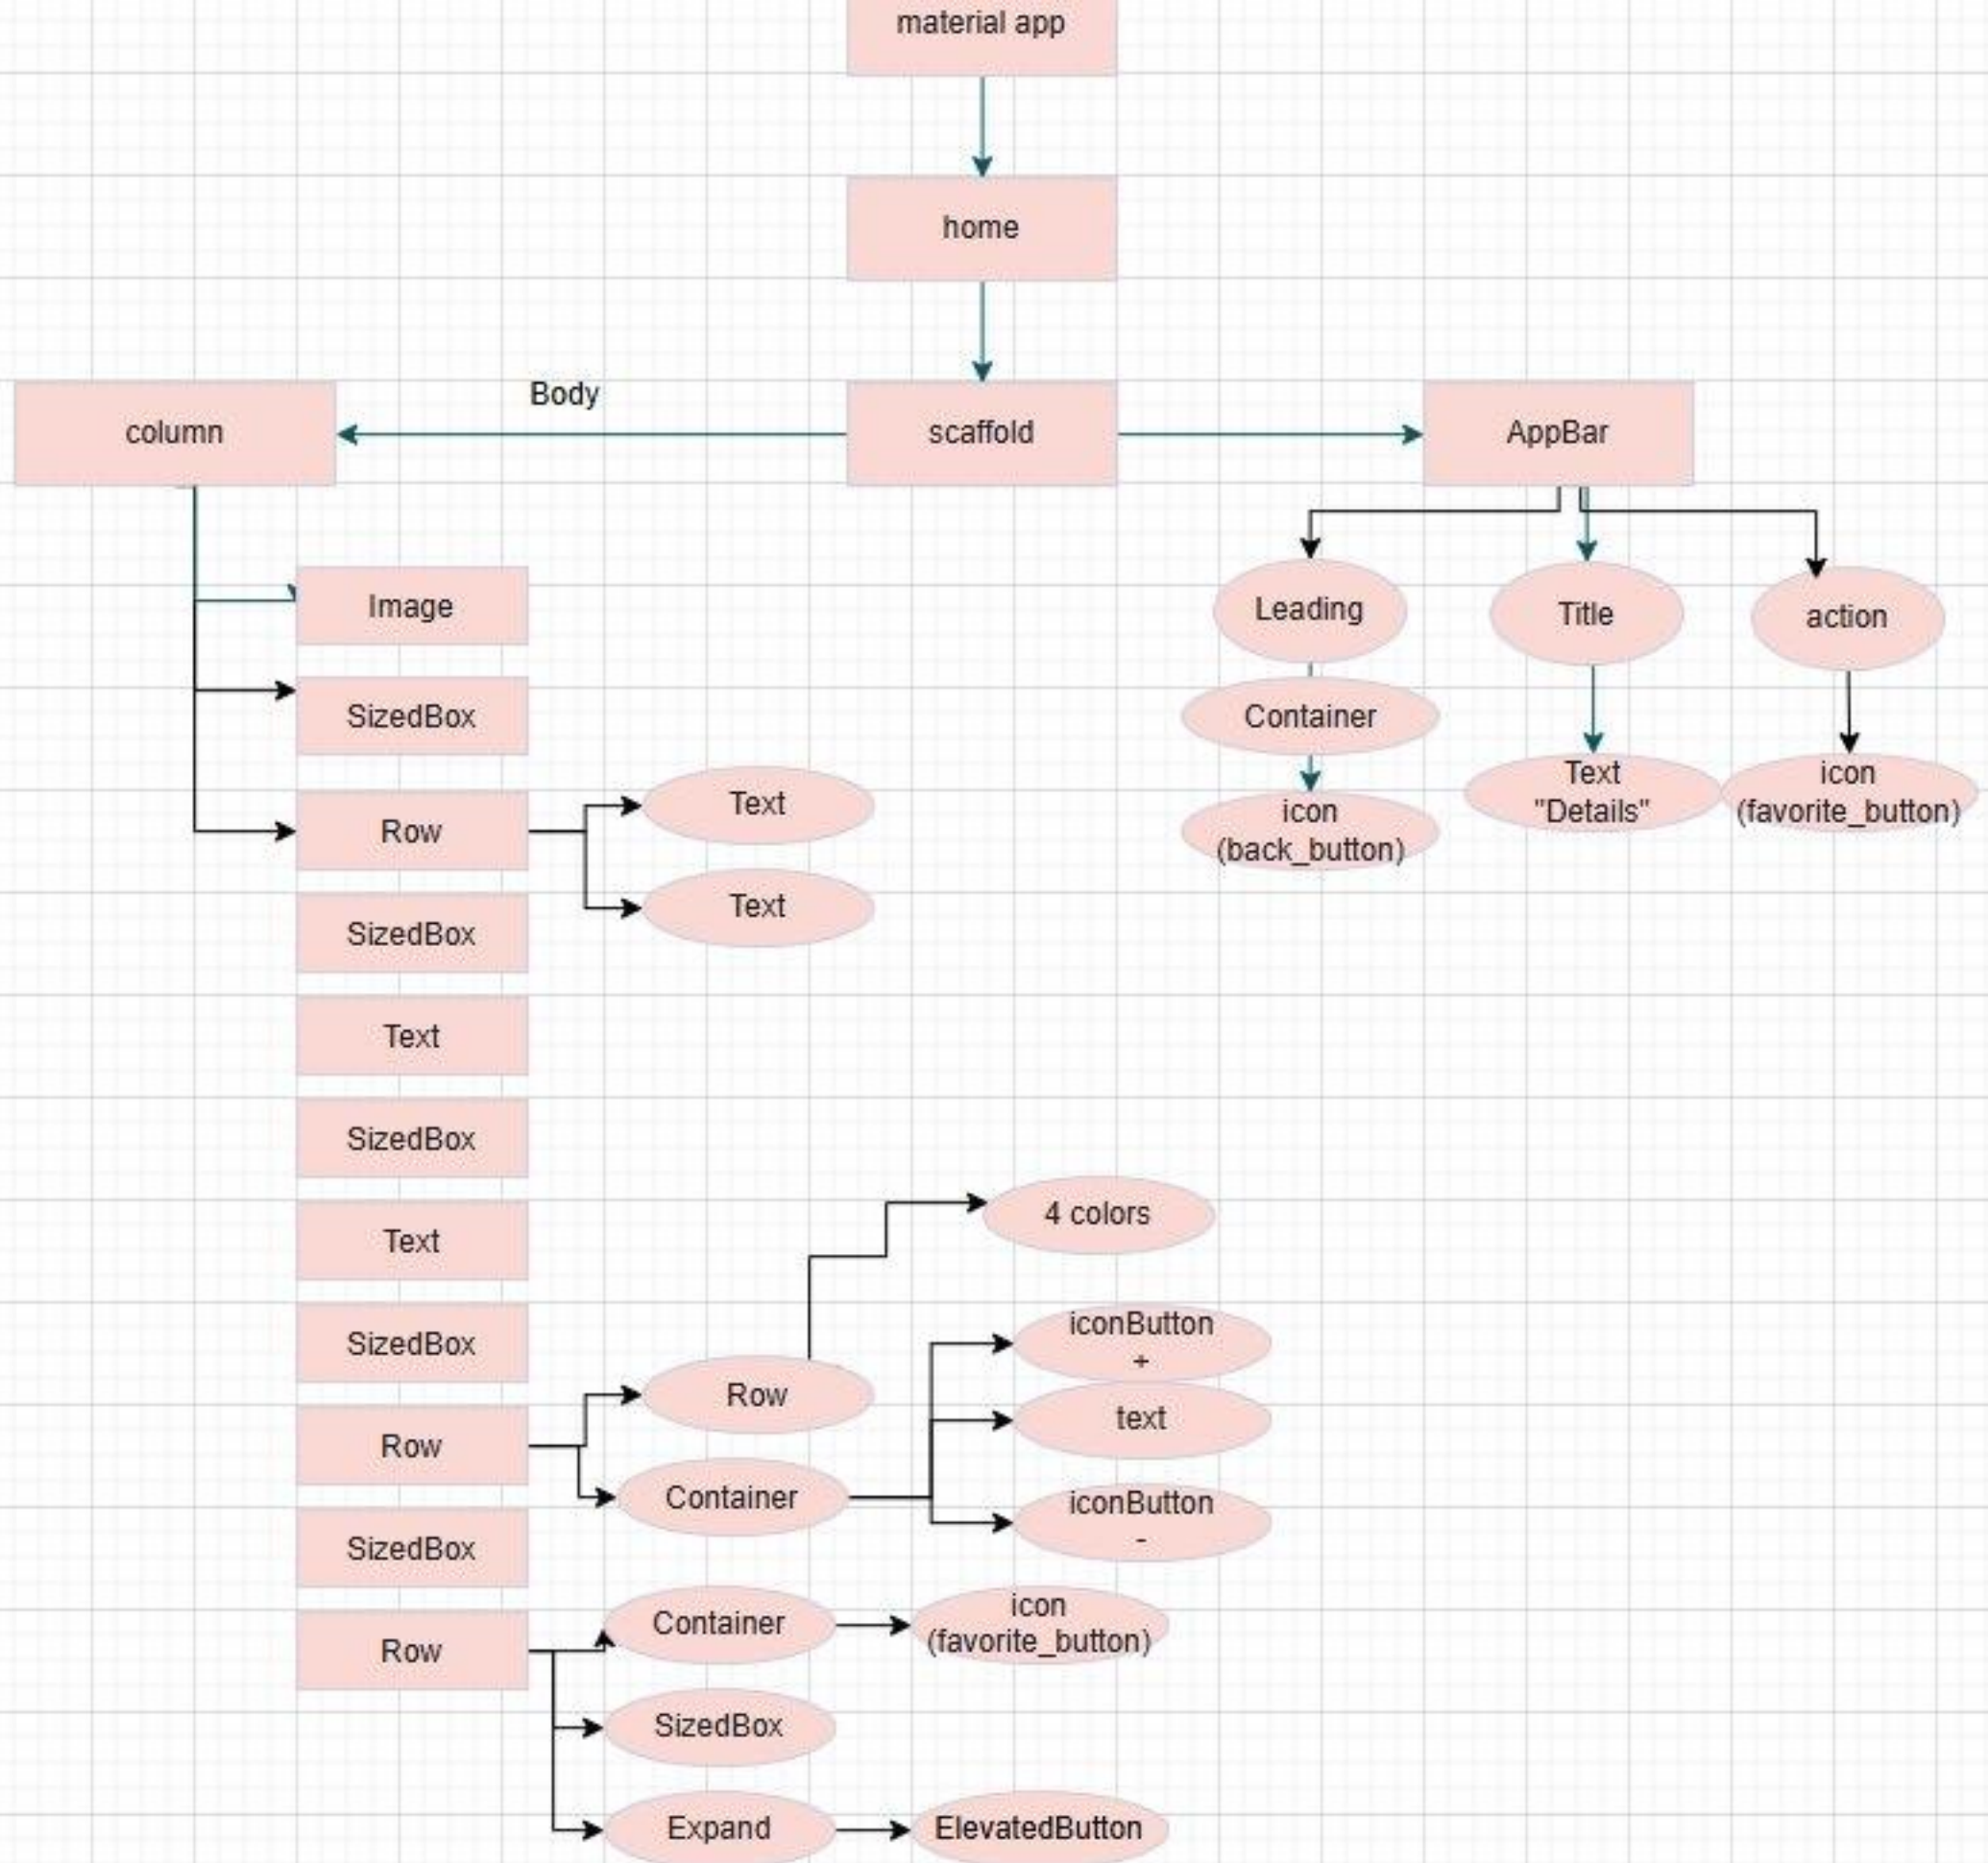 material app
home
Body
column
scaffold
AppBar
Leading
Title
action
Container
icon
(back_button)
Text
"Details"
icon
(favorite_button)
Image
SizedBox
Row
Text
Text
SizedBox
Text
SizedBox
Text
SizedBox
Row
Row
4 colors
Container
iconButton
+
text
iconButton
-
SizedBox
Row
Container
icon
(favorite_button)
SizedBox
Expand
ElevatedButton